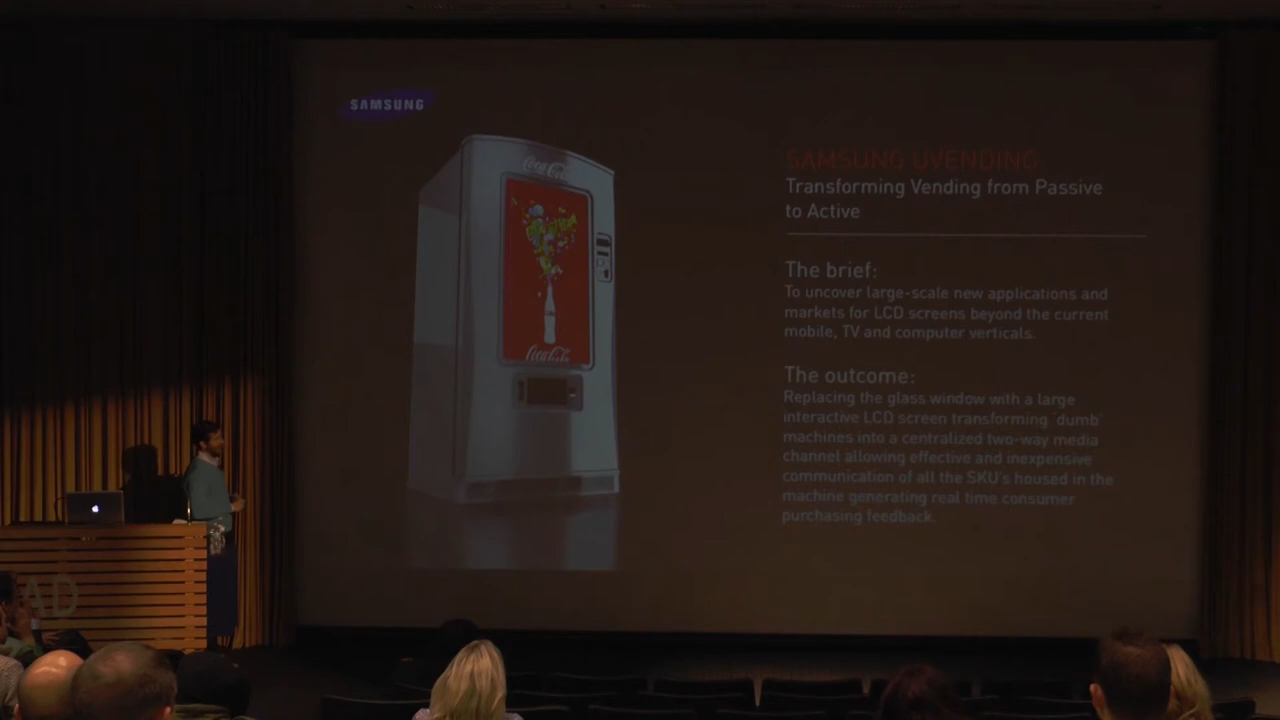 SAMSUNG
Coca-Cola
Coca-Cola
SAMSUNG UVENDING
Transforming Vending from Passive
to Active
The brief:
To uncover large-scale new applications and
markets for LCD screens beyond the current
mobile, TV and computer verticals.
The outcome:
Replacing the glass window with a large
interactive LCD screen transforming 'dumb'
machines into a centralized two-way media
channel allowing effective and inexpensive
communication of all the SKU's housed in the
machine generating real time consumer
purchasing feedback.
AD